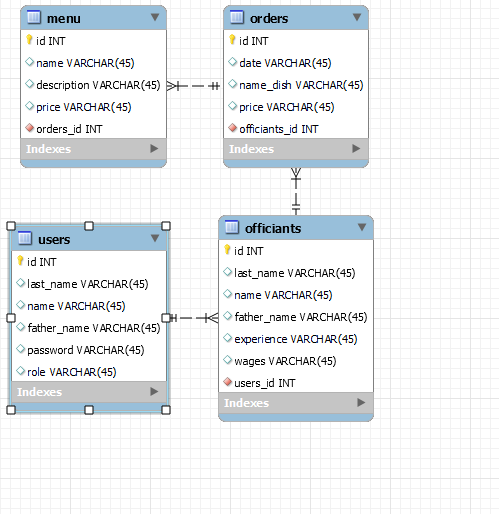 menu
id INT
name VARCHAR(45)
description VARCHAR(45)
price VARCHAR(45)
orders_id INT
Indexes
orders
id INT
date VARCHAR(45)
name_dish VARCHAR(45)
price VARCHAR(45)
officiants_id INT
Indexes
users
id INT
last_name VARCHAR(45)
name VARCHAR(45)
father_name VARCHAR(45)
password VARCHAR(45)
role VARCHAR(45)
Indexes
officiants
id INT
last_name VARCHAR(45)
name VARCHAR(45)
father_name VARCHAR(45)
experience VARCHAR(45)
wages VARCHAR(45)
users_id INT
Indexes